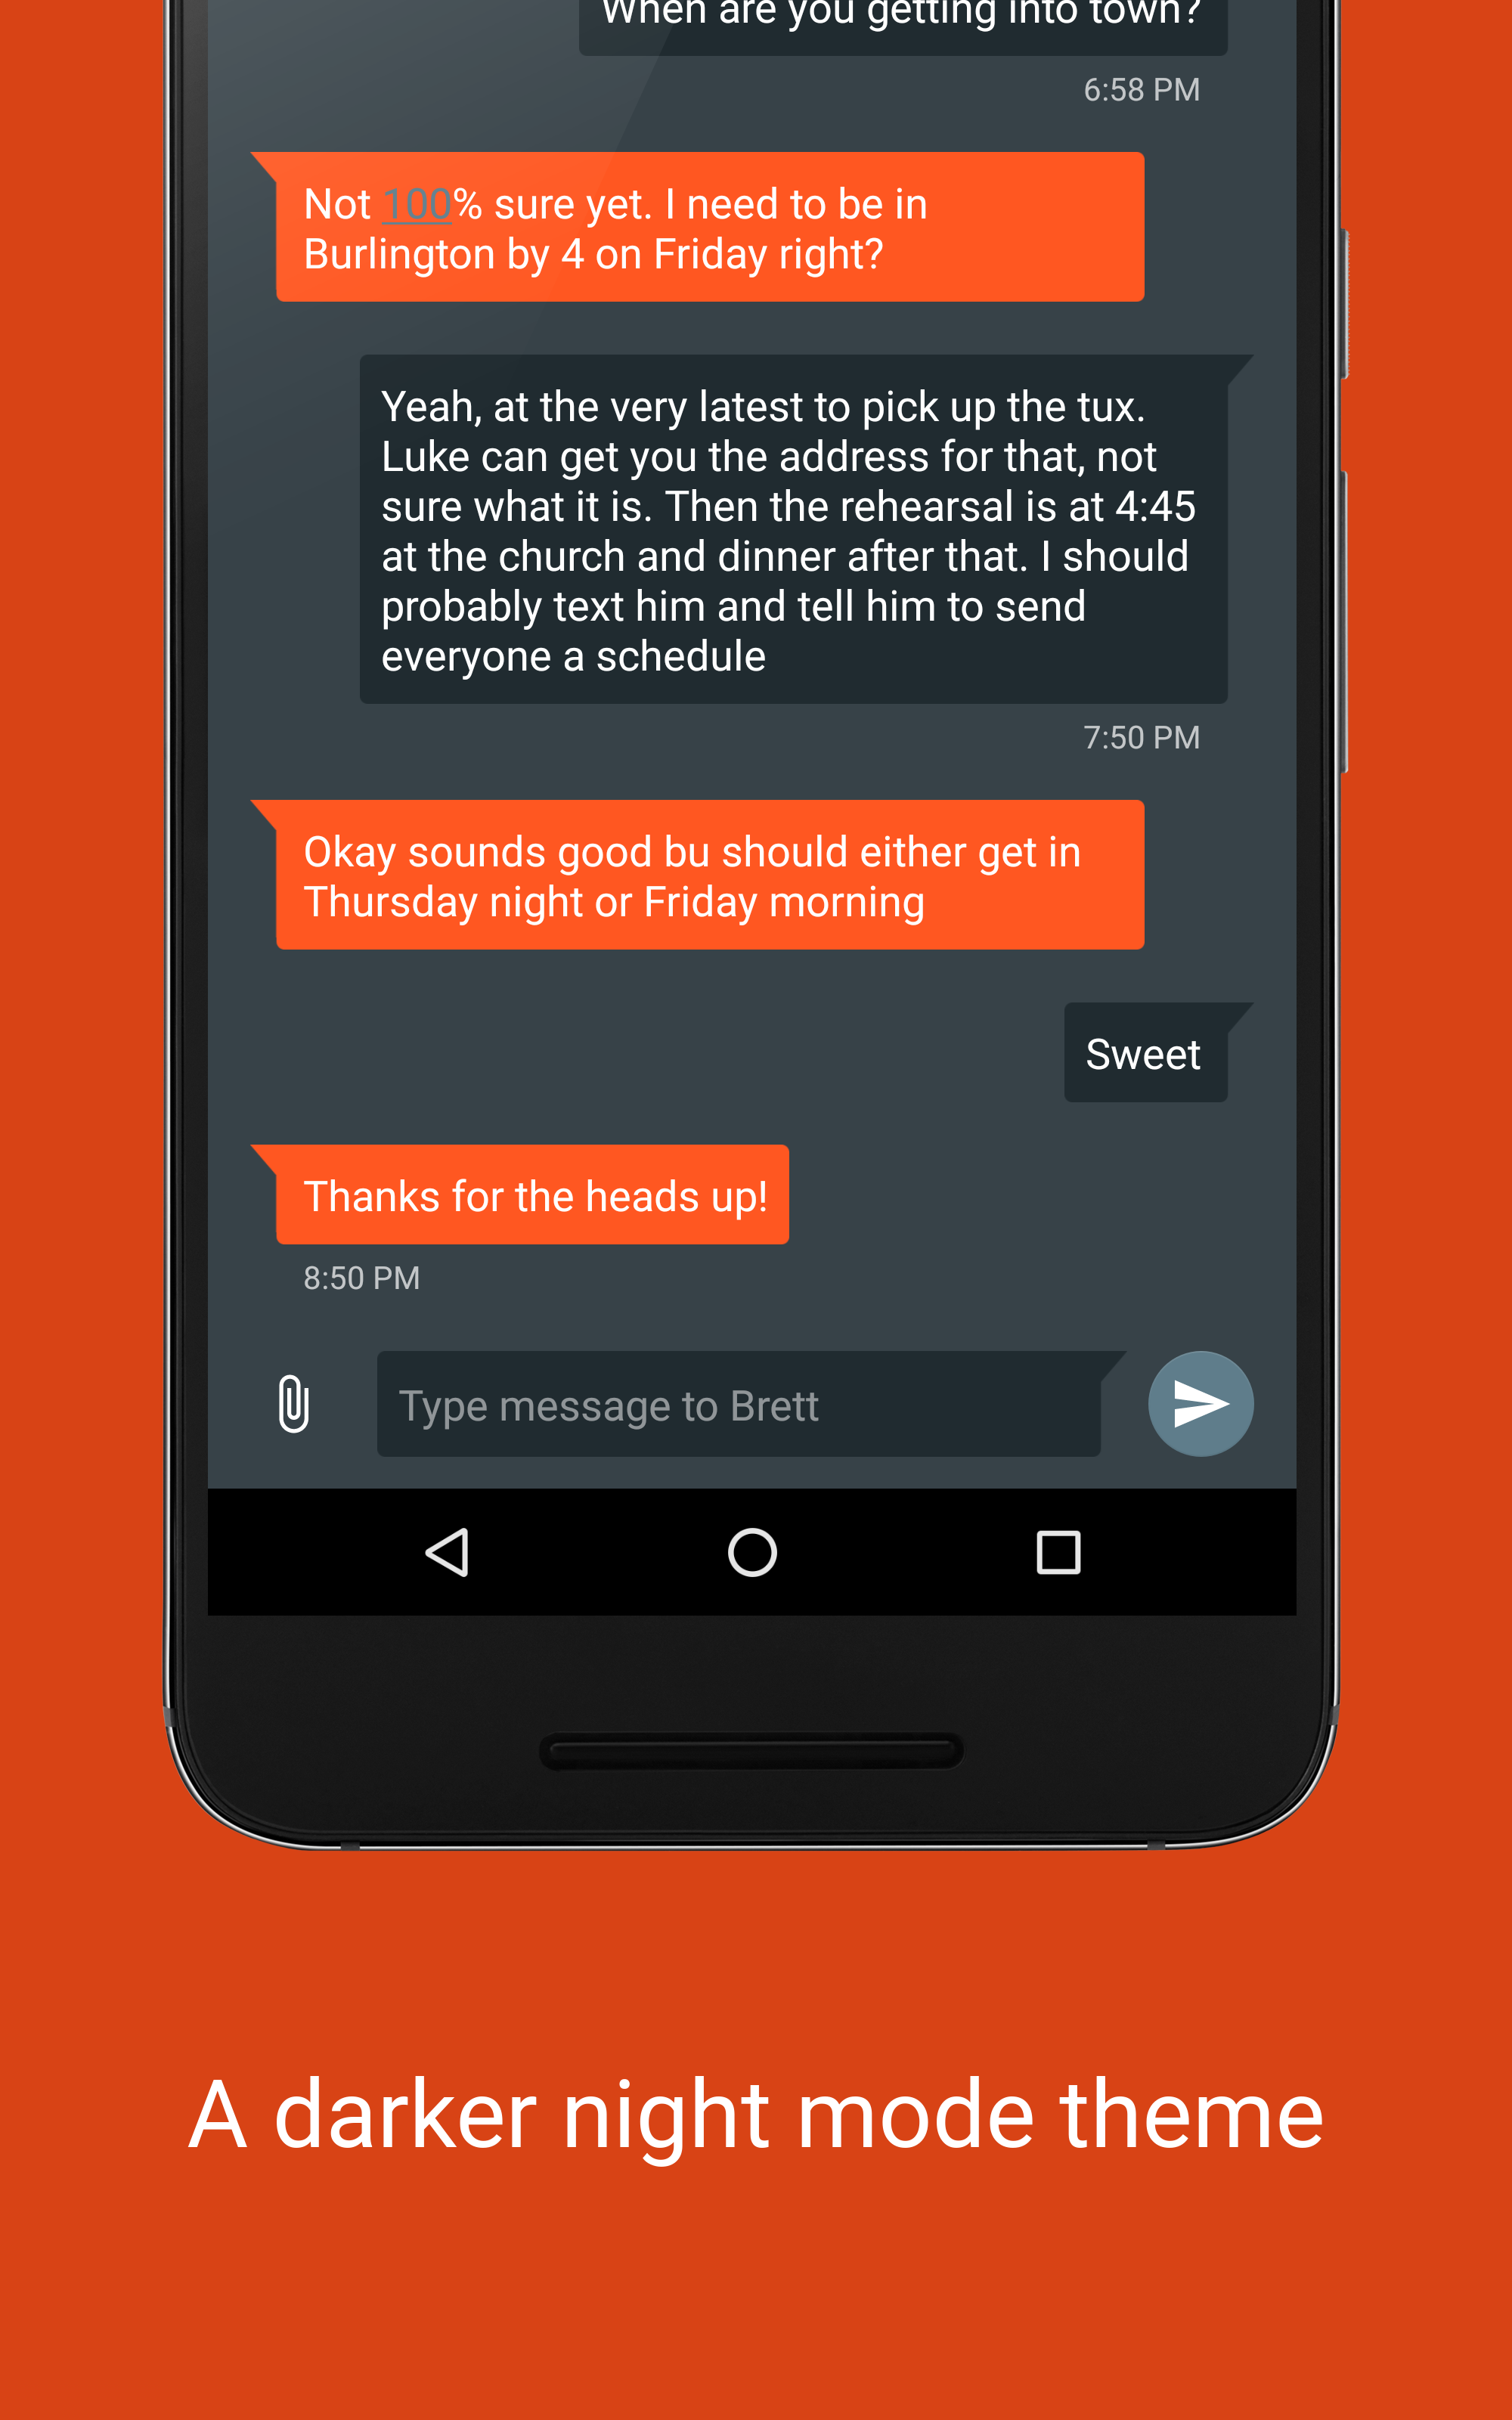 When are you getting into town?
6:58 PM
Not 100% sure yet. I need to be in
Burlington by 4 on Friday right?
Yeah, at the very latest to pick up the tux.
Luke can get you the address for that, not
sure what it is. Then the rehearsal is at 4:45
at the church and dinner after that. I should
probably text him and tell him to send
everyone a schedule
7:50 PM
Okay sounds good bu should either get in
Thursday night or Friday morning
Sweet
Thanks for the heads up!
8:50 PM
Type message to Brett
A darker night mode theme